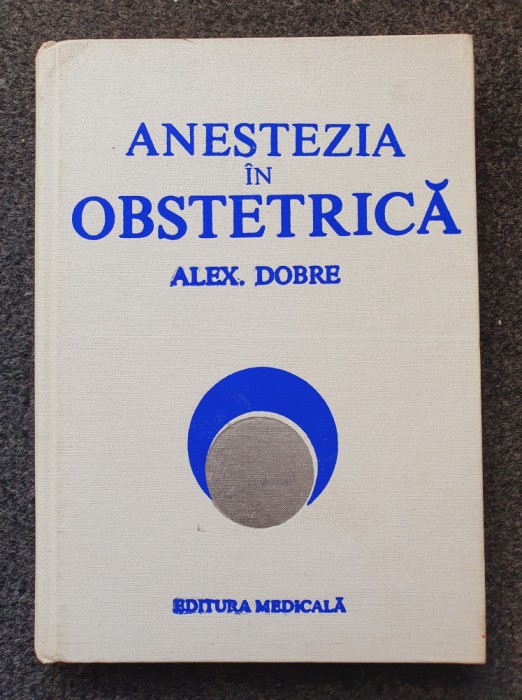 ANESTEZIA
ÎN
OBSTETRICĂ
ALEX. DOBRE
EDITURA MEDICALĂ